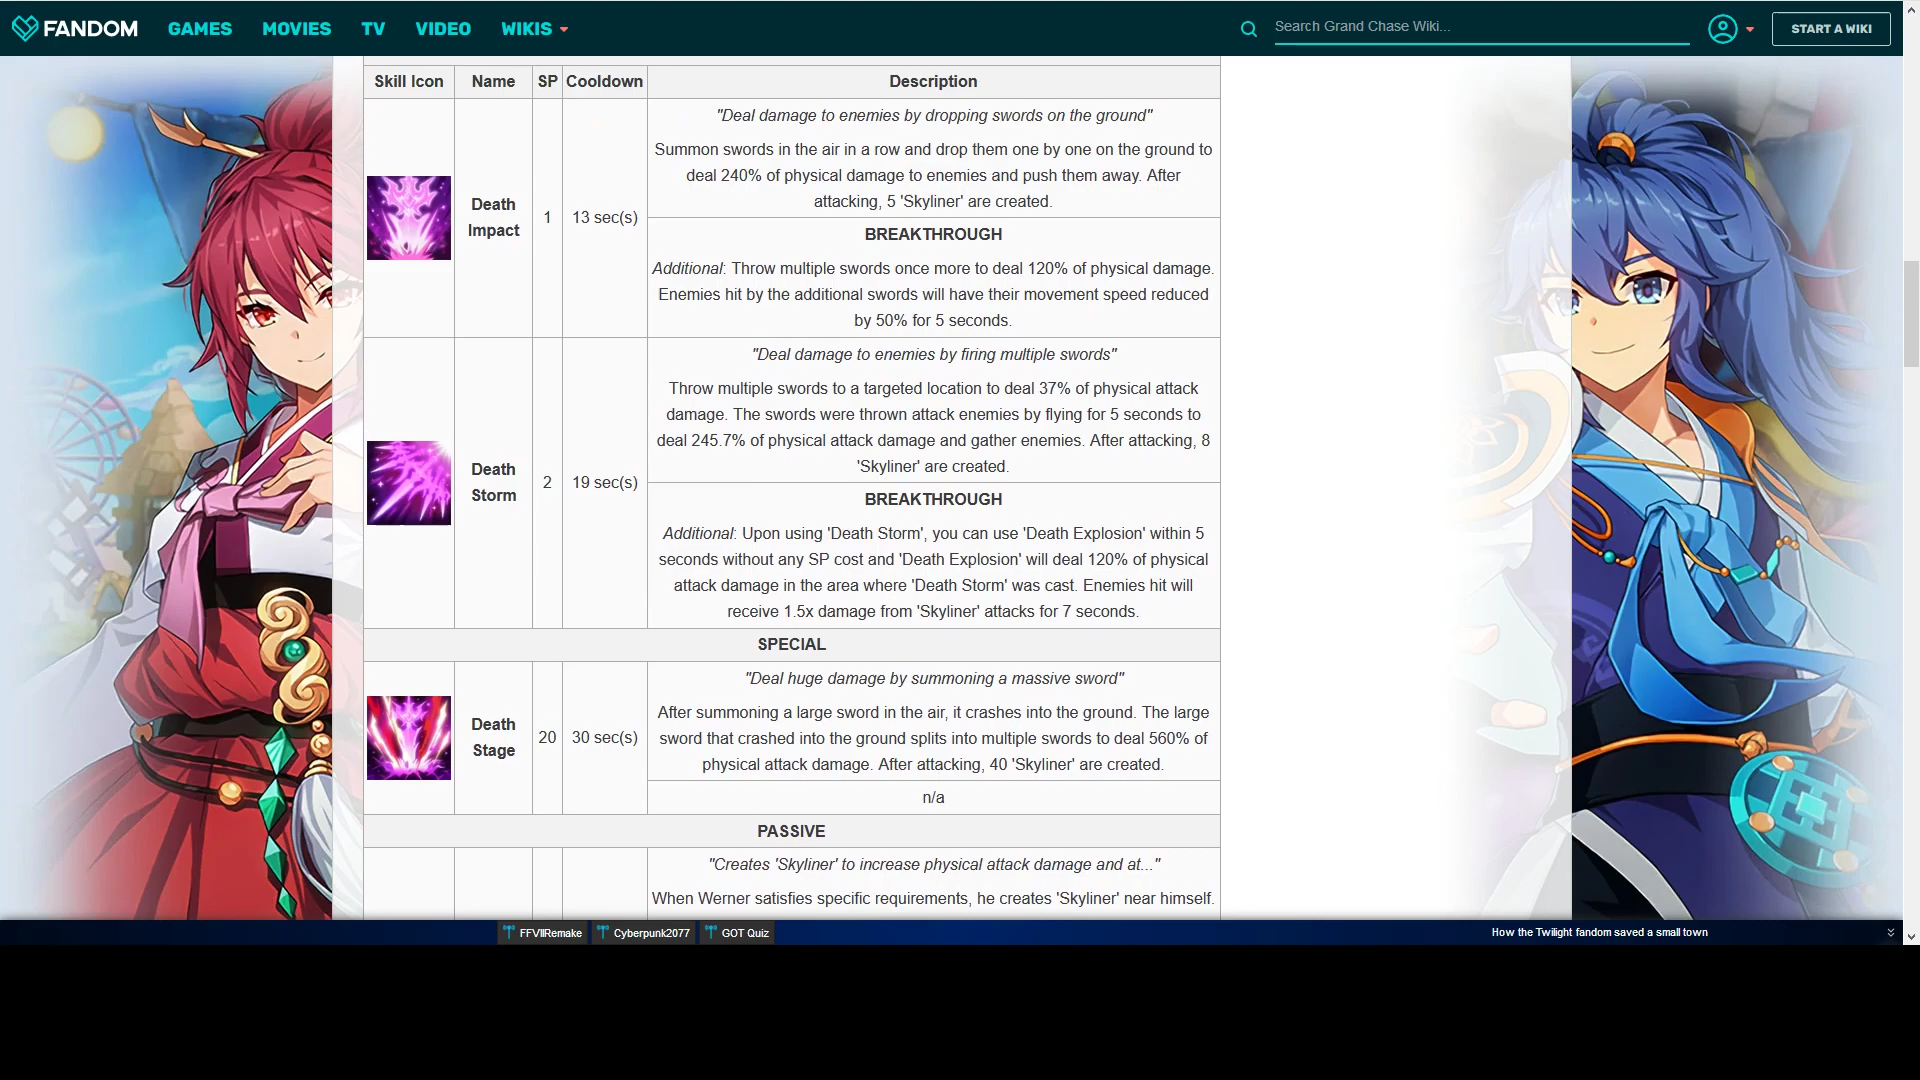 FANDOM GAMES MOVIES TV VIDEO WIKIS Search Grand Chase Wiki... START A WIKI
Skill Icon Name SP Cooldown Description
Death Impact 1 13 sec(s)
"Deal damage to enemies by dropping swords on the ground"
Summon swords in the air in a row and drop them one by one on the ground to
deal 240% of physical damage to enemies and push them away. After
attacking, 5 'Skyliner' are created.
BREAKTHROUGH
Additional: Throw multiple swords once more to deal 120% of physical damage.
Enemies hit by the additional swords will have their movement speed reduced
by 50% for 5 seconds.
Death Storm 2 19 sec(s)
"Deal damage to enemies by firing multiple swords"
Throw multiple swords to a targeted location to deal 37% of physical attack
damage. The swords were thrown attack enemies by flying for 5 seconds to
deal 245.7% of physical attack damage and gather enemies. After attacking, 8
'Skyliner' are created.
BREAKTHROUGH
Additional: Upon using 'Death Storm', you can use 'Death Explosion' within 5
seconds without any SP cost and 'Death Explosion' will deal 120% of physical
attack damage in the area where 'Death Storm' was cast. Enemies hit will
receive 1.5x damage from 'Skyliner' attacks for 7 seconds.
SPECIAL
Death Stage 20 30 sec(s)
"Deal huge damage by summoning a massive sword"
After summoning a large sword in the air, it crashes into the ground. The large
sword that crashed into the ground splits into multiple swords to deal 560% of
physical attack damage. After attacking, 40 'Skyliner' are created.
n/a
PASSIVE
"Creates 'Skyliner' to increase physical attack damage and at..."
When Werner satisfies specific requirements, he creates 'Skyliner' near himself.
FFVIIRemake Cyberpunk2077 GOT Quiz How the Twilight fandom saved a small town